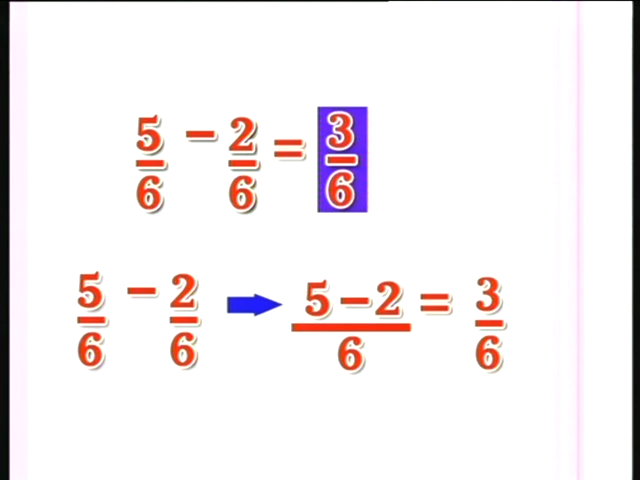 5/6 − 2/6 = 3/6
5/6 − 2/6 → 5−2/6 = 3/6